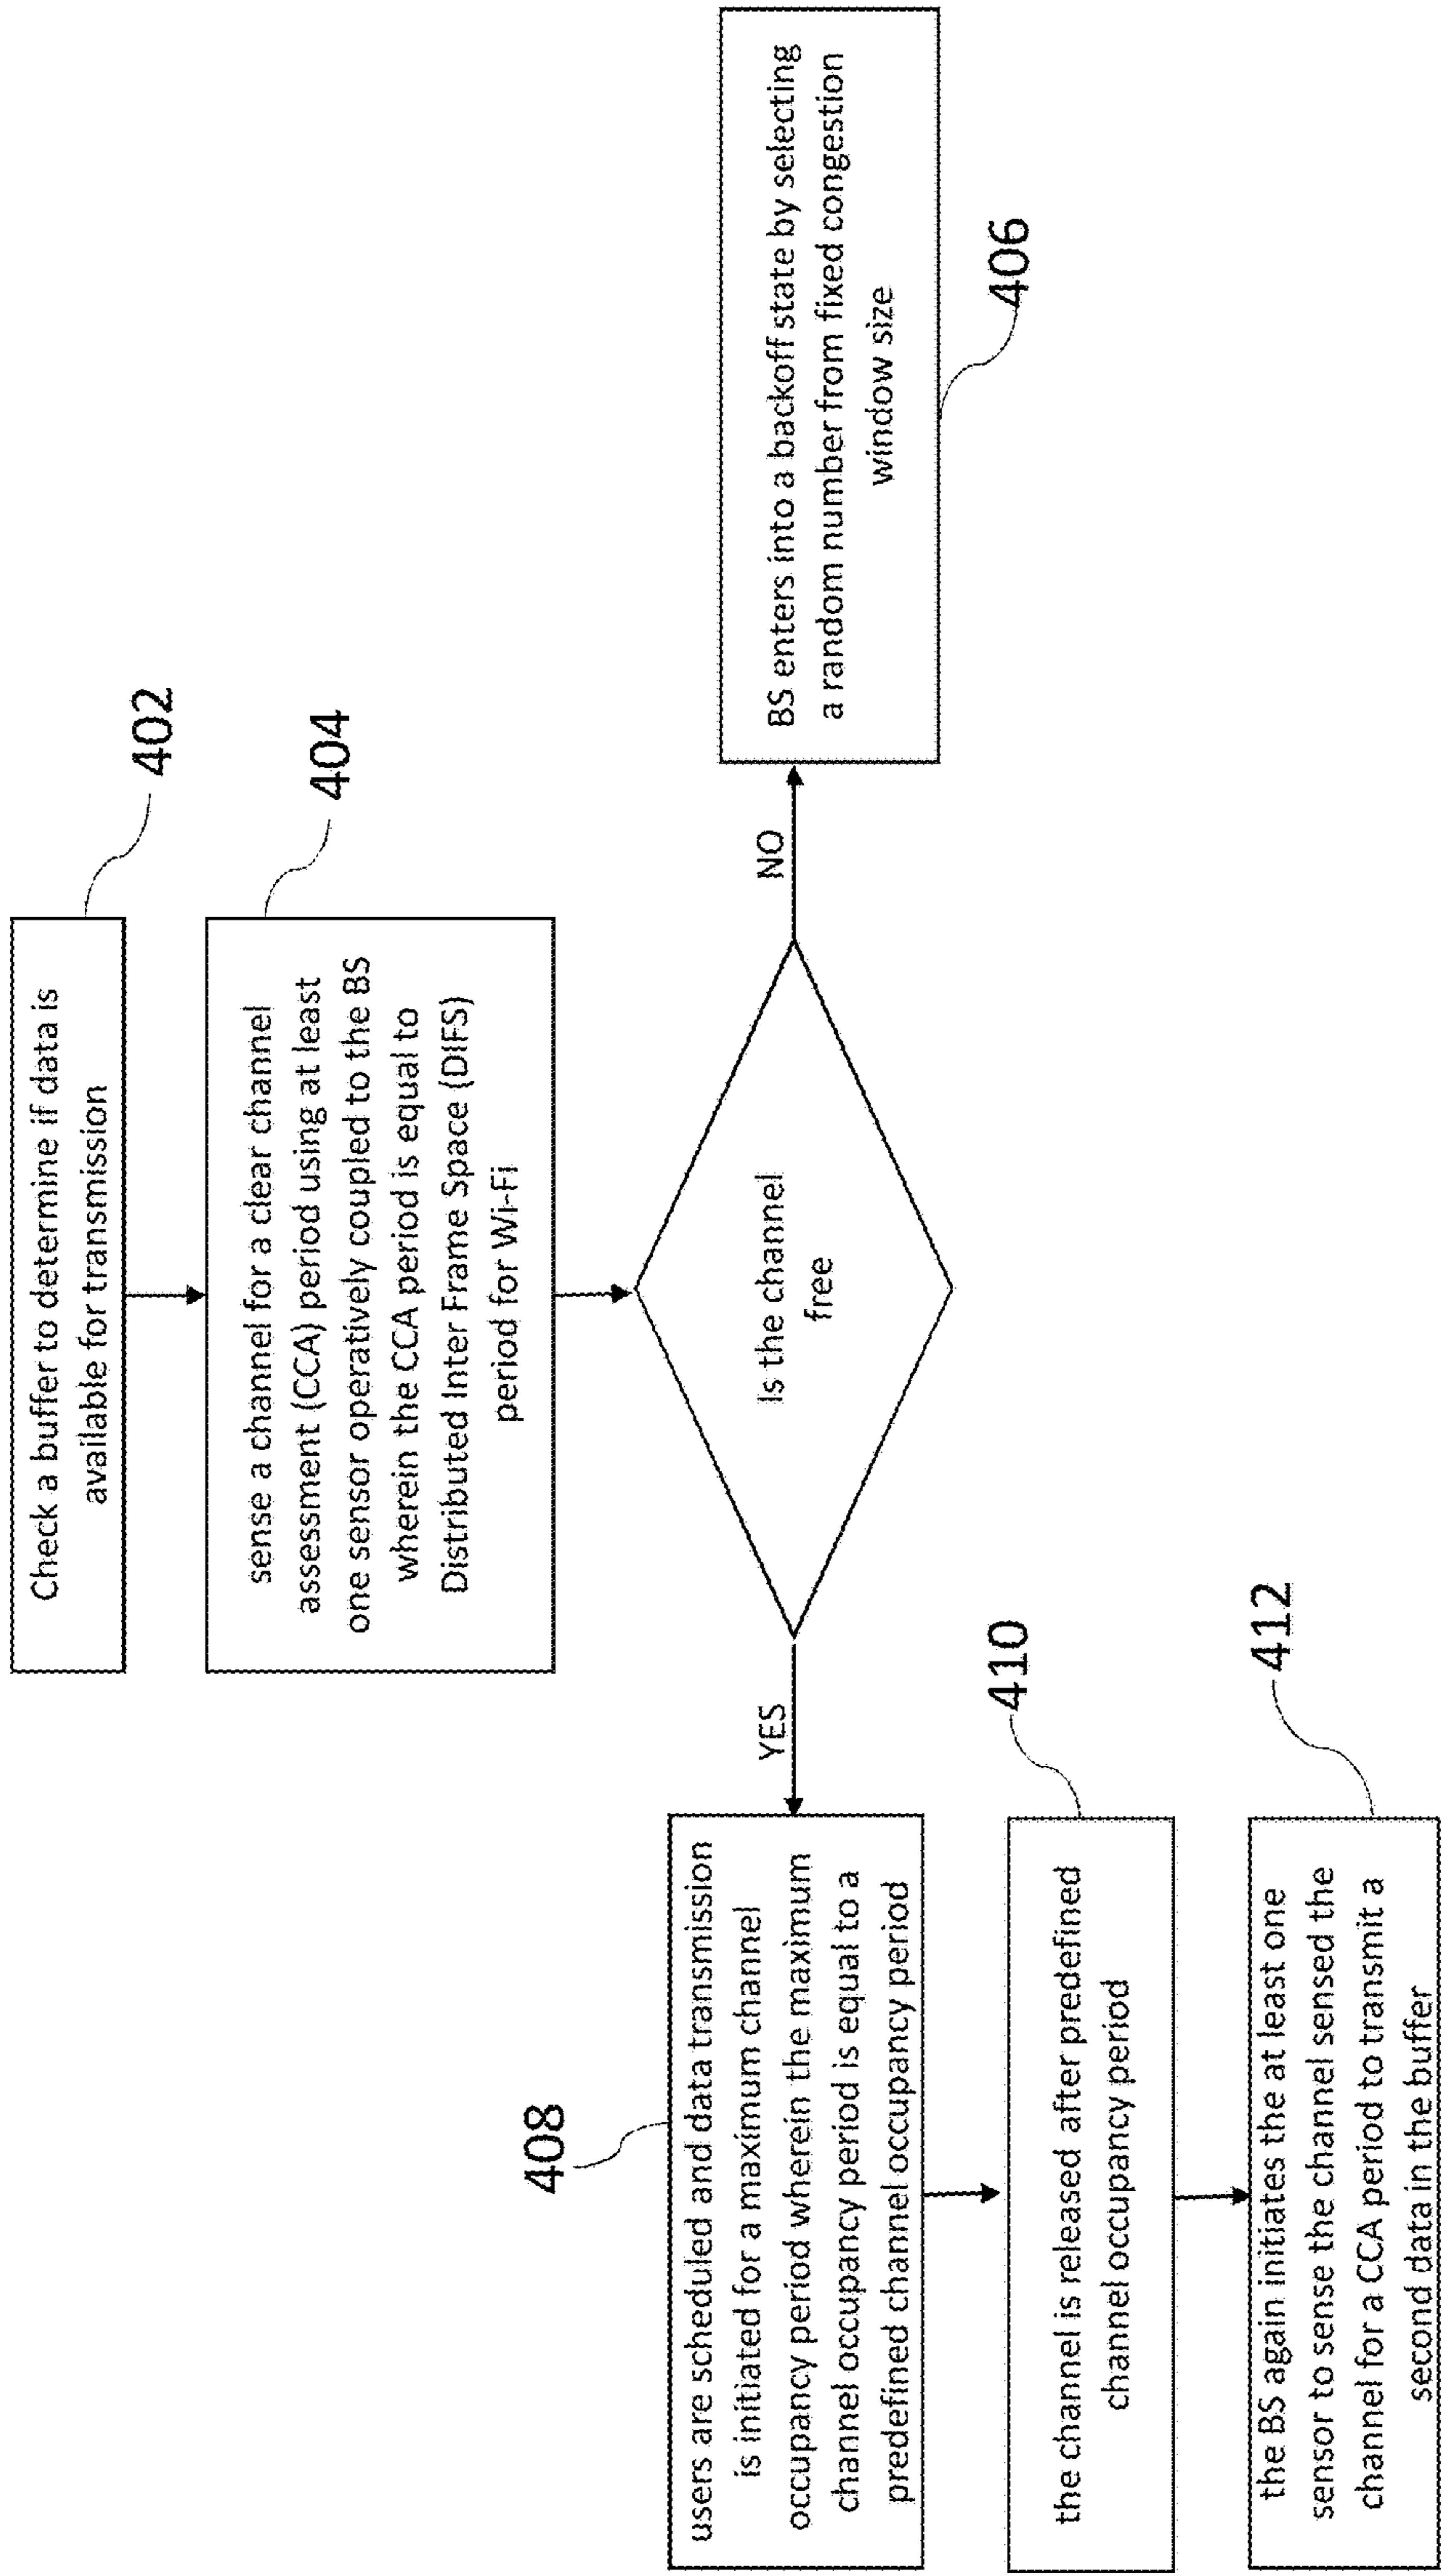 Check a buffer to determine if data is
available for transmission
402
sense a channel for a clear channel
assessment (CCA) period using at least
one sensor operatively coupled to the BS
wherein the CCA period is equal to
Distributed Inter Frame Space (DIFS)
period for Wi-Fi
404
Is the channel
free
NO
BS enters into a backoff state by selecting
a random number from fixed congestion
window size
406
YES
408
users are scheduled and data transmission
is initiated for a maximum channel
occupancy period wherein the maximum
channel occupancy period is equal to a
predefined channel occupancy period
410
the channel is released after predefined
channel occupancy period
412
the BS again initiates the at least one
sensor to sense the channel sensed the
channel for a CCA period to transmit a
second data in the buffer